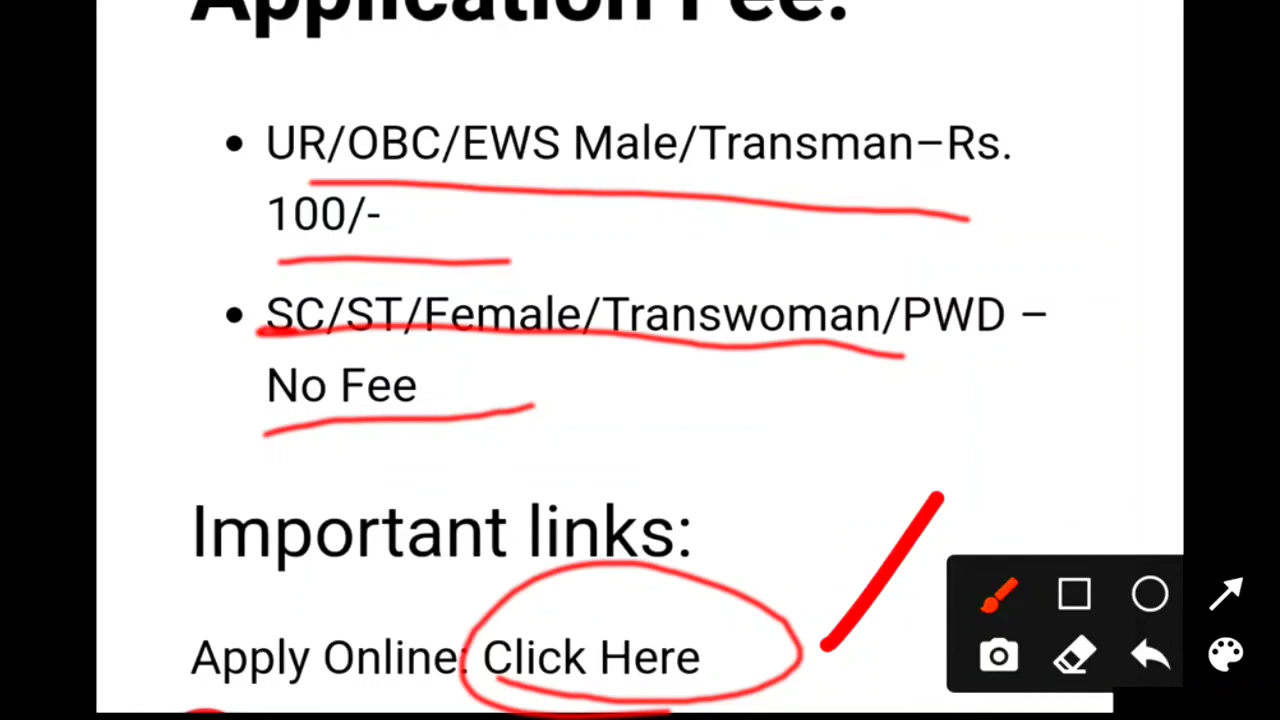 Application Fee:
UR/OBC/EWS Male/Transman–Rs.
100/-
SC/ST/Female/Transwoman/PWD –
No Fee
Important links:
Apply Online: Click Here